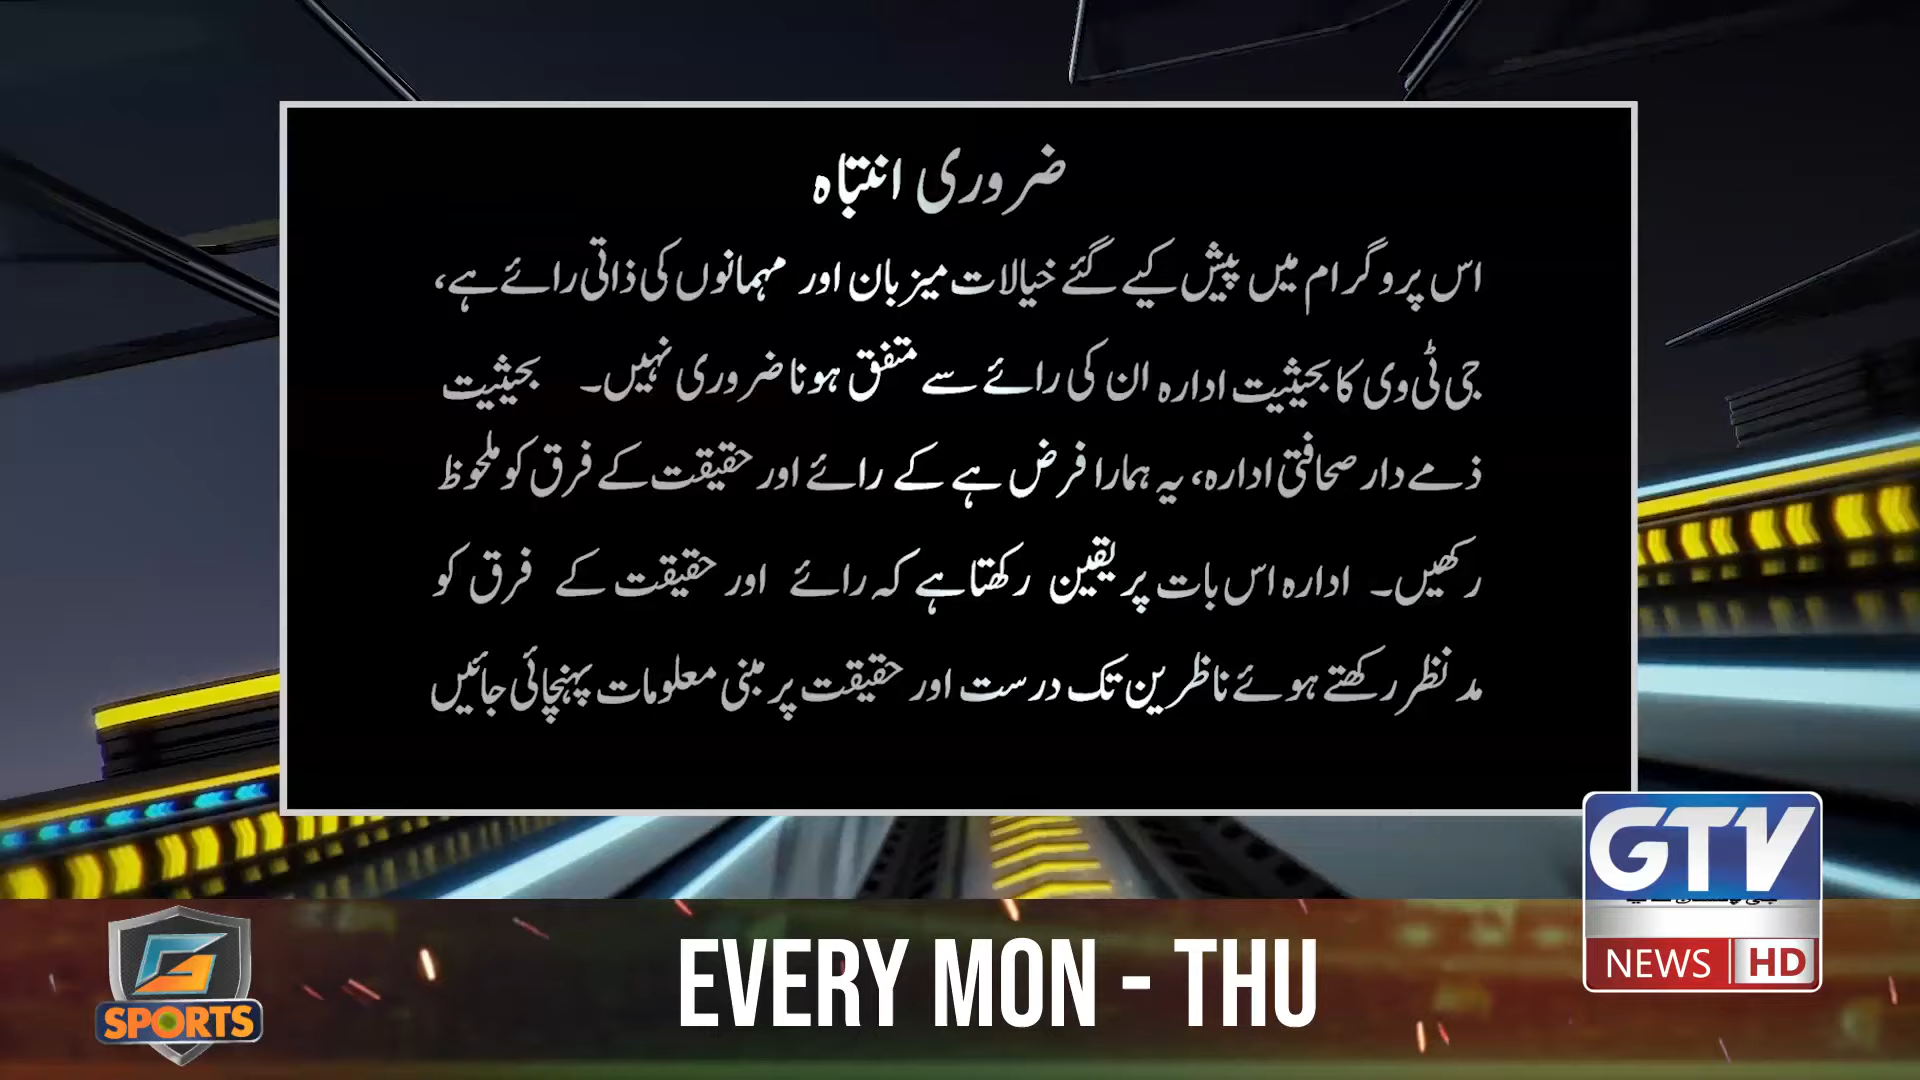 ضروری انتباہ
اس پروگرام میں پیش کیے گئے خیالات میزبان اور مہمانوں کی ذاتی رائے ہے،
جی ٹی وی کا بحیثیت ادارہ ان کی رائے سے متفق ہونا ضروری نہیں۔ بحیثیت
ذمے دار صحافتی ادارہ، یہ ہمارا فرض ہے کے رائے اور حقیقت کے فرق کو ملحوظ
رکھیں۔ ادارہ اس بات پر یقین رکھتا ہے کہ رائے اور حقیقت کے فرق کو
مد نظر رکھتے ہوئے ناظرین تک درست اور حقیقت پر مبنی معلومات پہنچائی جائیں
GTV
NEWS HD
G SPORTS
EVERY MON - THU